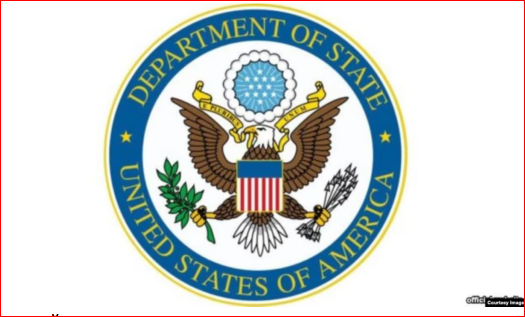 DEPARTMENT OF STATE
E PLURIBUS UNUM
UNITED STATES OF AMERICA
Courtesy Image